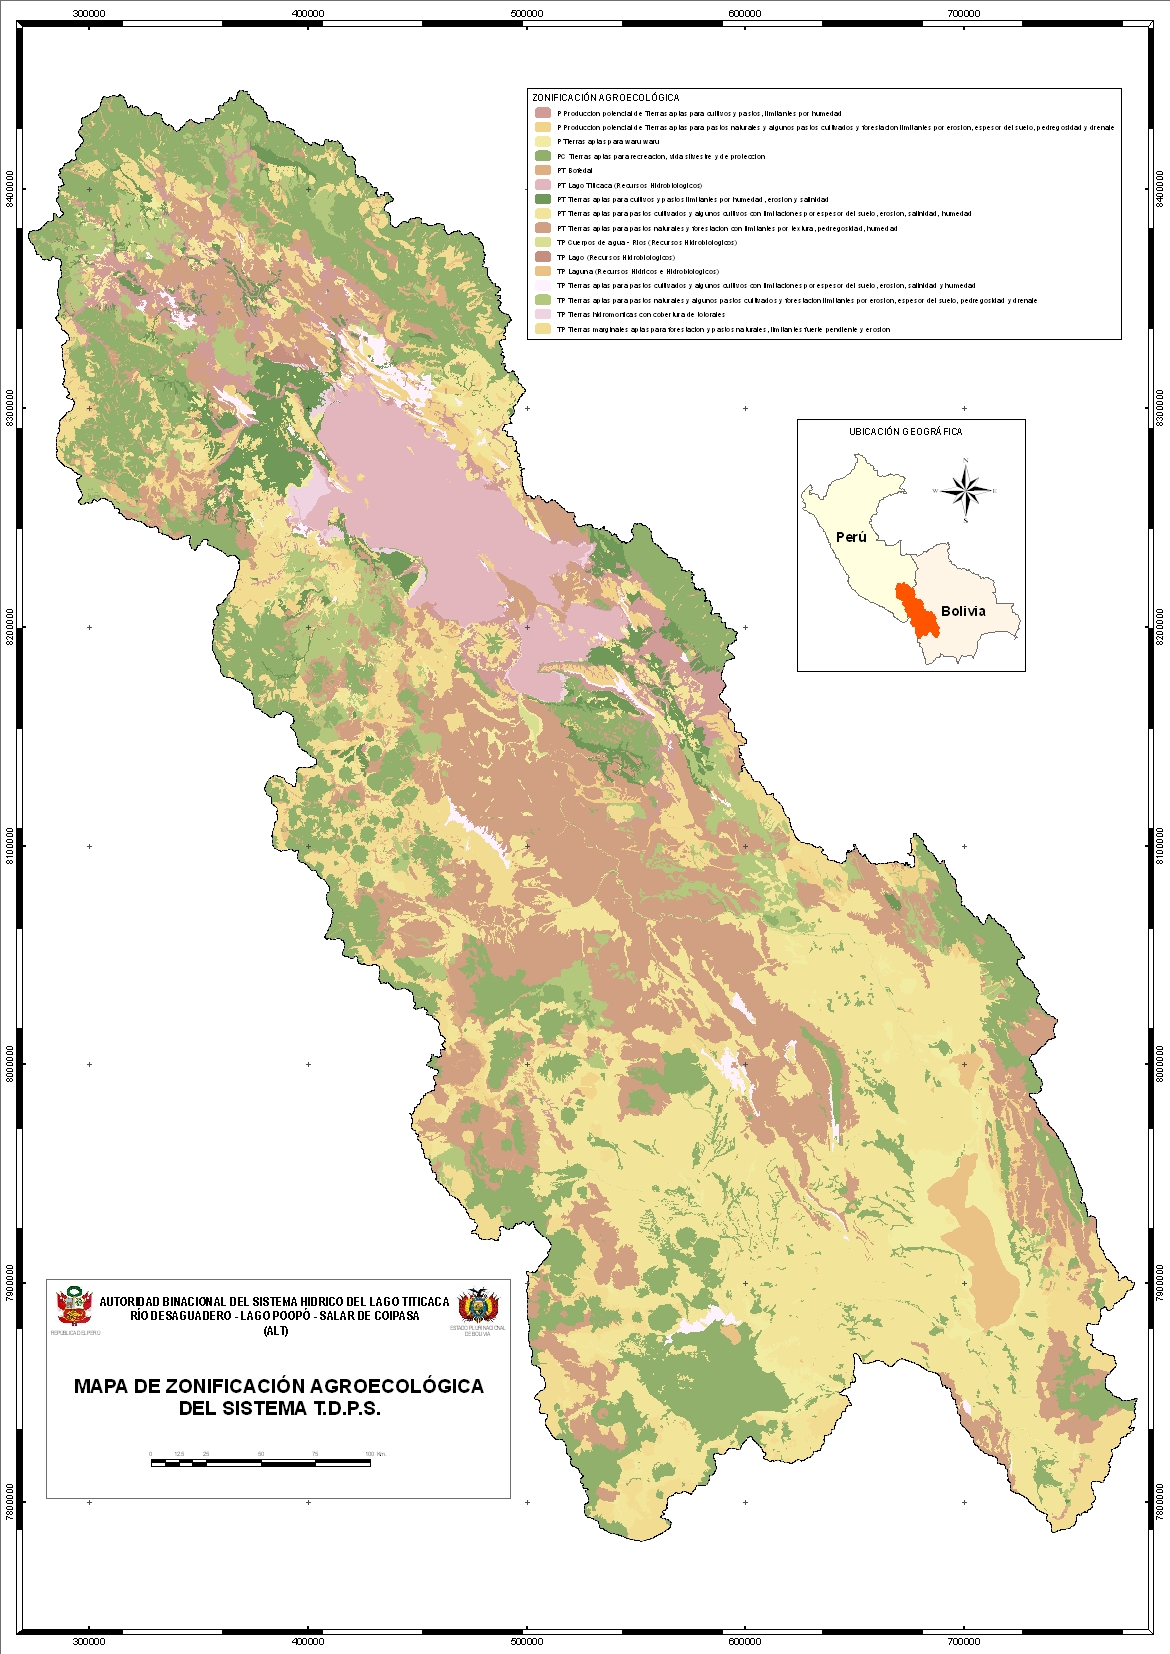 300000 400000 500000 600000 700000
ZONIFICACIÓN AGROECOLÓGICA
P Produccion potencial de Tierras aptas para cultivos y pastos, limitantes por humedad
P Produccion potencial de Tierras aptas para pastos naturales y algunos pastos cultivados y forestacion limitantes por erosion, espesor del suelo, pedregosidad y drenaje
P Tierras aptas para waru waru
PC Tierras aptas para recreacion, vida silvestre y de proteccion
PT Bofedal
PT Lago Titicaca (Recursos Hidrobiologicos)
PT Tierras aptas para cultivos y pastos limitantes por humedad, erosion y salinidad
PT Tierras aptas para pastos cultivados y algunos cultivos con limitaciones por espesor del suelo, erosion, salinidad, humedad
PT Tierras aptas para pastos naturales y forestacion con limitantes por textura, pedregosidad, humedad
TP Cuerpos de agua - Rios (Recursos Hidrobiologicos)
TP Lago (Recursos Hidrobiologicos)
TP Laguna (Recursos Hidricos e Hidrobiologicos)
TP Tierras aptas para pastos cultivados y algunos cultivos con limitaciones por espesor del suelo, erosion, salinidad y humedad
TP Tierras aptas para pastos naturales y algunos pastos cultivados y forestacion limitantes por erosion, espesor del suelo, pedregosidad y drenaje
TP Tierras hidromorficas con cobertura de totorales
TP Tierras marginales aptas para forestacion y pastos naturales, limitantes fuerte pendiente y erosion
8400000
8400000
8300000
8300000
UBICACIÓN GEOGRÁFICA
N
W E
S
Perú
Bolivia
8200000
8200000
8100000
8100000
8000000
8000000
7900000
7900000
AUTORIDAD BINACIONAL DEL SISTEMA HIDRICO DEL LAGO TITICACA
RÍO DESAGUADERO - LAGO POOPÓ - SALAR DE COIPASA
(ALT)
REPUBLICA DEL PERU
ESTADO PLURINACIONAL
DE BOLIVIA
MAPA DE ZONIFICACIÓN AGROECOLÓGICA
DEL SISTEMA T.D.P.S.
0 12.5 25 50 75 100 Km.
7800000
7800000
300000 400000 500000 600000 700000